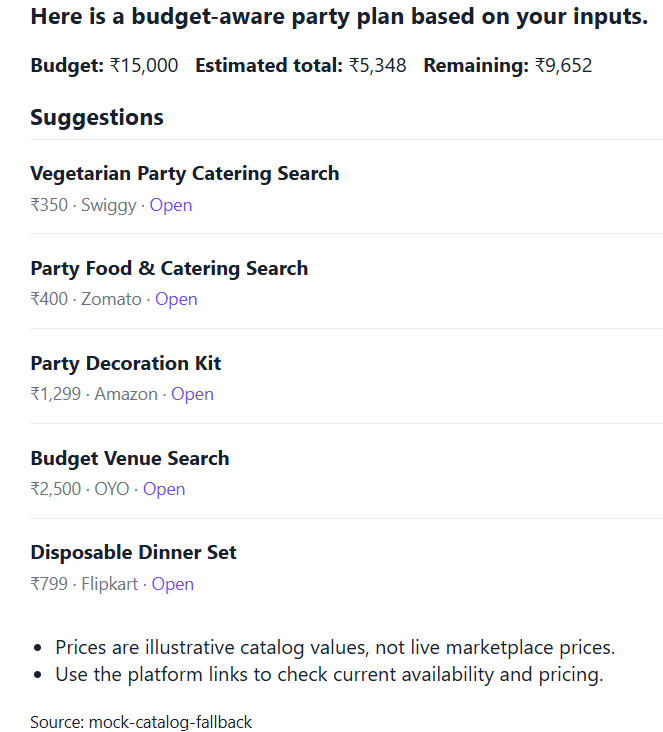 Here is a budget-aware party plan based on your inputs.
Budget: ₹15,000 Estimated total: ₹5,348 Remaining: ₹9,652
Suggestions
Vegetarian Party Catering Search
₹350 · Swiggy · Open
Party Food & Catering Search
₹400 · Zomato · Open
Party Decoration Kit
₹1,299 · Amazon · Open
Budget Venue Search
₹2,500 · OYO · Open
Disposable Dinner Set
₹799 · Flipkart · Open
• Prices are illustrative catalog values, not live marketplace prices.
• Use the platform links to check current availability and pricing.
Source: mock-catalog-fallback